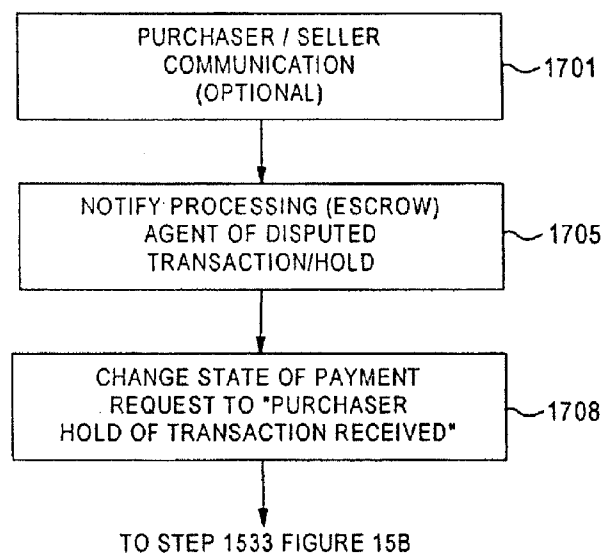 PURCHASER / SELLER
COMMUNICATION
(OPTIONAL)
1701
NOTIFY PROCESSING (ESCROW)
AGENT OF DISPUTED
TRANSACTION/HOLD
1705
CHANGE STATE OF PAYMENT
REQUEST TO "PURCHASER
HOLD OF TRANSACTION RECEIVED"
1708
TO STEP 1533 FIGURE 15B